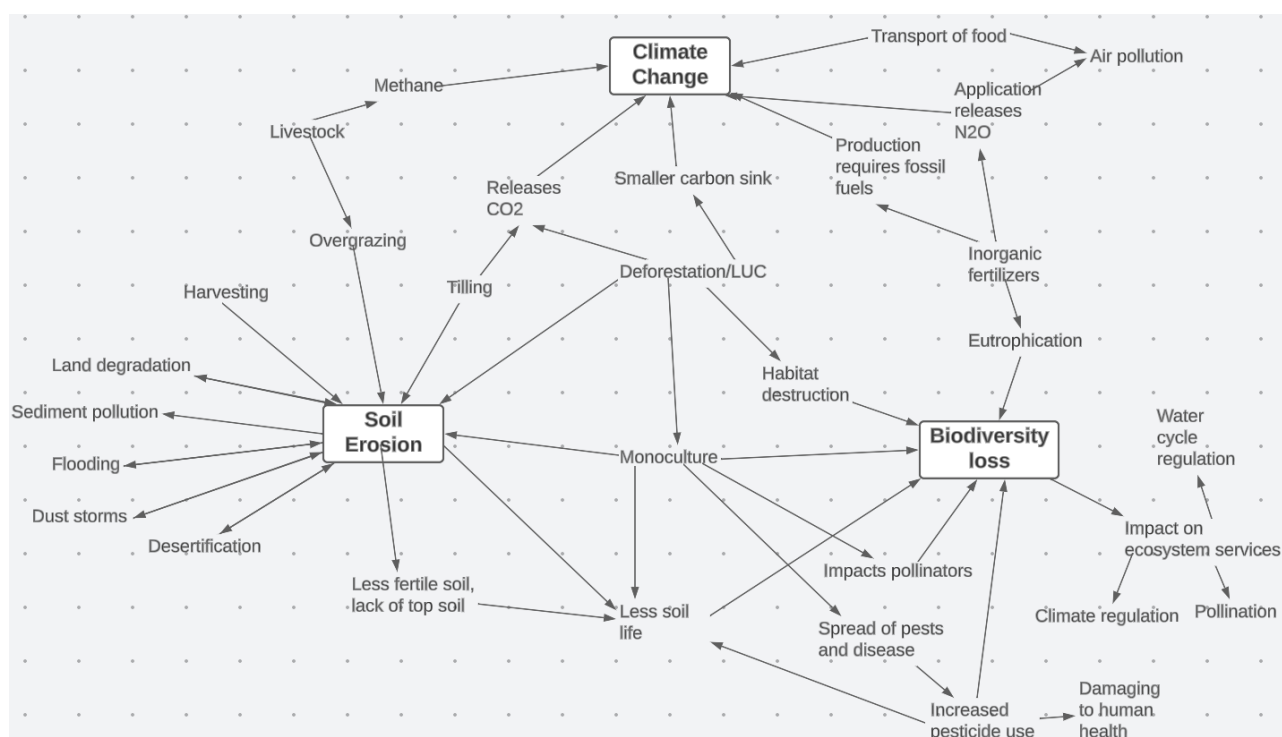 Climate
Change
Transport of food
Air pollution
Methane
Application
releases
N2O
Livestock
Production
requires fossil
fuels
Smaller carbon sink
Releases
CO2
Overgrazing
Inorganic
fertilizers
Deforestation/LUC
Harvesting
Tilling
Eutrophication
Land degradation
Habitat
destruction
Sediment pollution
Soil
Erosion
Water
cycle
regulation
Biodiversity
loss
Flooding
Monoculture
Dust storms
Impact on
ecosystem services
Desertification
Impacts pollinators
Less fertile soil,
lack of top soil
Less soil
life
Climate regulation
Pollination
Spread of pests
and disease
Increased
pesticide use
Damaging
to human
health